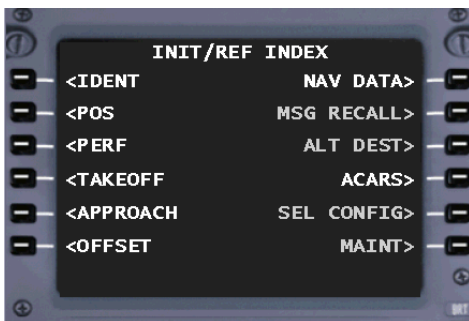 INIT/REF INDEX
<IDENT NAV DATA>
<POS MSG RECALL>
<PERF ALT DEST>
<TAKEOFF ACARS>
<APPROACH SEL CONFIG>
<OFFSET MAINT>
BRT